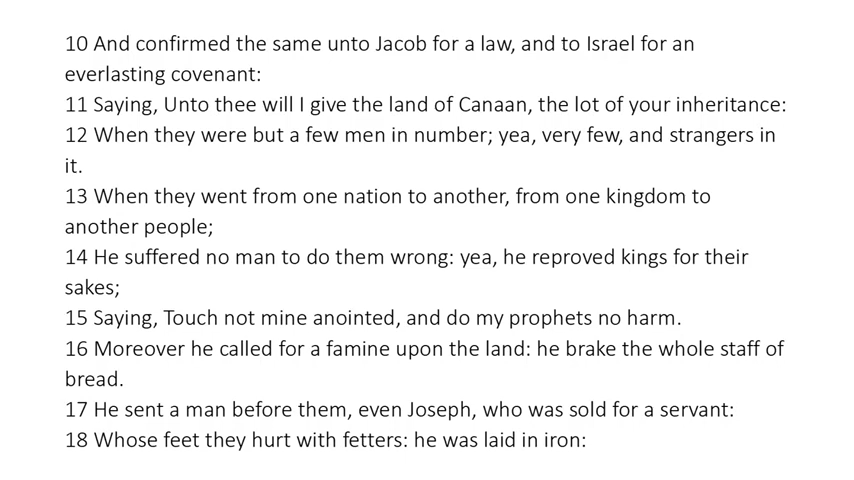 10 And confirmed the same unto Jacob for a law, and to Israel for an
everlasting covenant:
11 Saying, Unto thee will I give the land of Canaan, the lot of your inheritance:
12 When they were but a few men in number; yea, very few, and strangers in
it.
13 When they went from one nation to another, from one kingdom to
another people;
14 He suffered no man to do them wrong: yea, he reproved kings for their
sakes;
15 Saying, Touch not mine anointed, and do my prophets no harm.
16 Moreover he called for a famine upon the land: he brake the whole staff of
bread.
17 He sent a man before them, even Joseph, who was sold for a servant:
18 Whose feet they hurt with fetters: he was laid in iron: